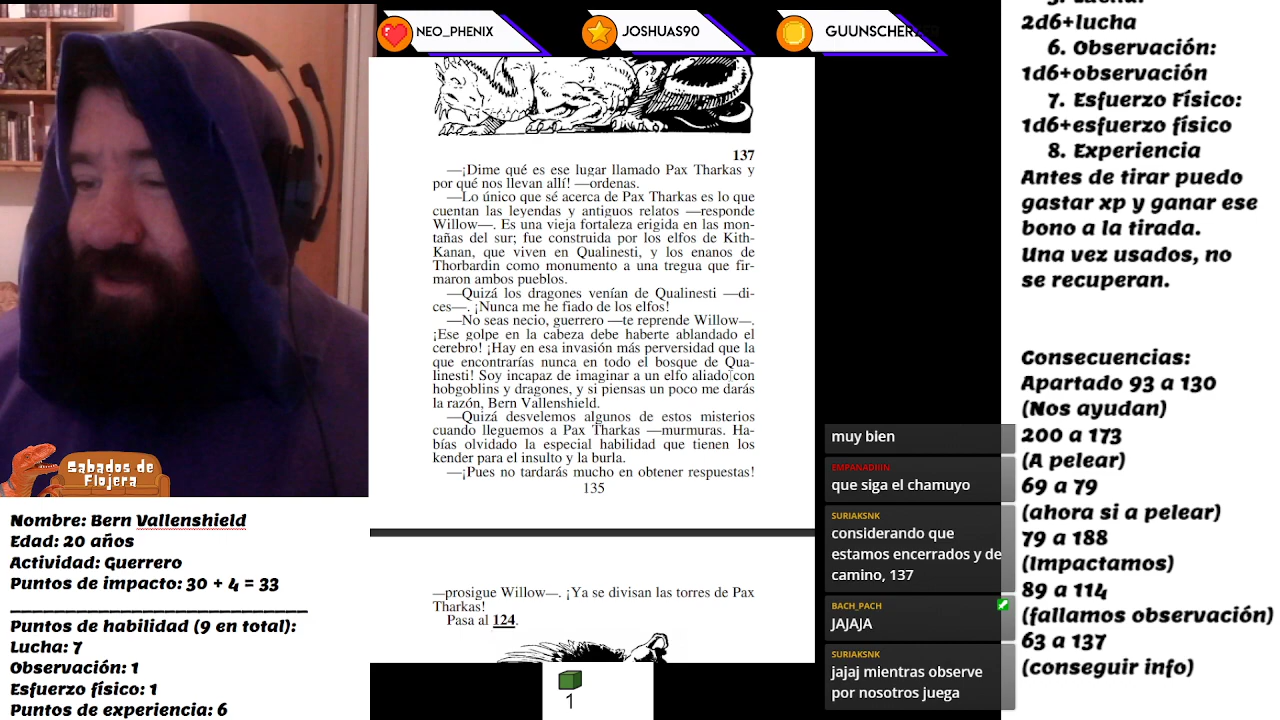 NEO_PHENIX
JOSHUAS90
137
—¡Dime qué es ese lugar llamado Pax Tharkas y
por qué nos llevan allí! —ordenas.
—Lo único que sé acerca de Pax Tharkas es lo que
cuentan las leyendas y antiguos relatos —responde
Willow—. Es una vieja fortaleza erigida en las mon-
tañas del sur; fue construida por los elfos de Kith-
Kanan, que viven en Qualinesti, y los enanos de
Thorbardin como monumento a una tregua que fir-
maron ambos pueblos.
—Quizá los dragones venían de Qualinesti —di-
ces—. ¡Nunca me he fiado de los elfos!
—No seas necio, guerrero —te reprende Willow—.
¡Ese golpe en la cabeza debe haberte ablandado el
cerebro! ¡Hay en esa invasión más perversidad que la
que encontrarías nunca en todo el bosque de Qua-
linesti! Soy incapaz de imaginar a un elfo aliado con
hobgoblins y dragones, y si piensas un poco me darás
la razón, Bern Vallenshield.
—Quizá desvelemos algunos de estos misterios
cuando lleguemos a Pax Tharkas —murmuras. Ha-
bías olvidado la especial habilidad que tienen los
kender para el insulto y la burla.
—¡Pues no tardarás mucho en obtener respuestas!
135
—prosigue Willow—. ¡Ya se divisan las torres de Pax
Tharkas!
Pasa al 124.
1
Sabados de
Flojera
Nombre: Bern Vallenshield
Edad: 20 años
Actividad: Guerrero
Puntos de impacto: 30 + 4 = 33
Puntos de habilidad (9 en total):
Lucha: 7
Observación: 1
Esfuerzo físico: 1
Puntos de experiencia: 6
muy bien
EMPANADIIIN
que siga el chamuyo
SURIAKSNK
considerando que
estamos encerrados y de
camino, 137
BACH_PACH
JAJAJA
SURIAKSNK
jajaj mientras observe
por nosotros juega
2d6+lucha
6. Observación:
1d6+observación
7. Esfuerzo Físico:
1d6+esfuerzo físico
8. Experiencia
Antes de tirar puedo
gastar xp y ganar ese
bono a la tirada.
Una vez usados, no
se recuperan.
Consecuencias:
Apartado 93 a 130
(Nos ayudan)
200 a 173
(A pelear)
69 a 79
(ahora si a pelear)
79 a 188
(Impactamos)
89 a 114
(fallamos observación)
63 a 137
(conseguir info)